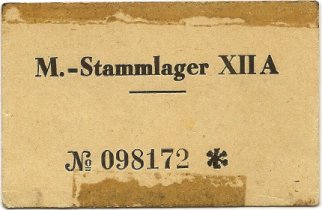 M.-Stammlager XII A
№ 098172 *